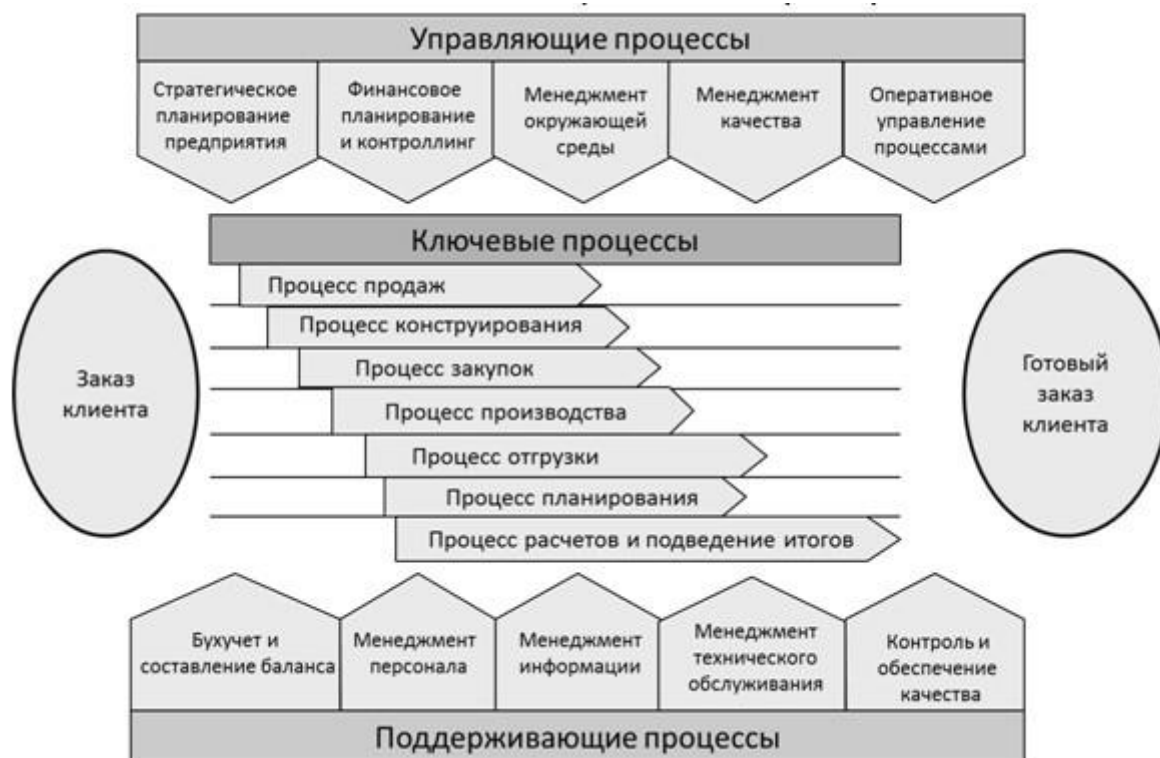 Управляющие процессы
Стратегическое
планирование
предприятия
Финансовое
планирование
и контроллинг
Менеджмент
окружающей
среды
Менеджмент
качества
Оперативное
управление
процессами
Ключевые процессы
Процесс продаж
Процесс конструирования
Процесс закупок
Процесс производства
Процесс отгрузки
Процесс планирования
Процесс расчетов и подведение итогов
Заказ
клиента
Готовый
заказ
клиента
Бухучет и
составление баланса
Менеджмент
персонала
Менеджмент
информации
Менеджмент
технического
обслуживания
Контроль и
обеспечение
качества
Поддерживающие процессы